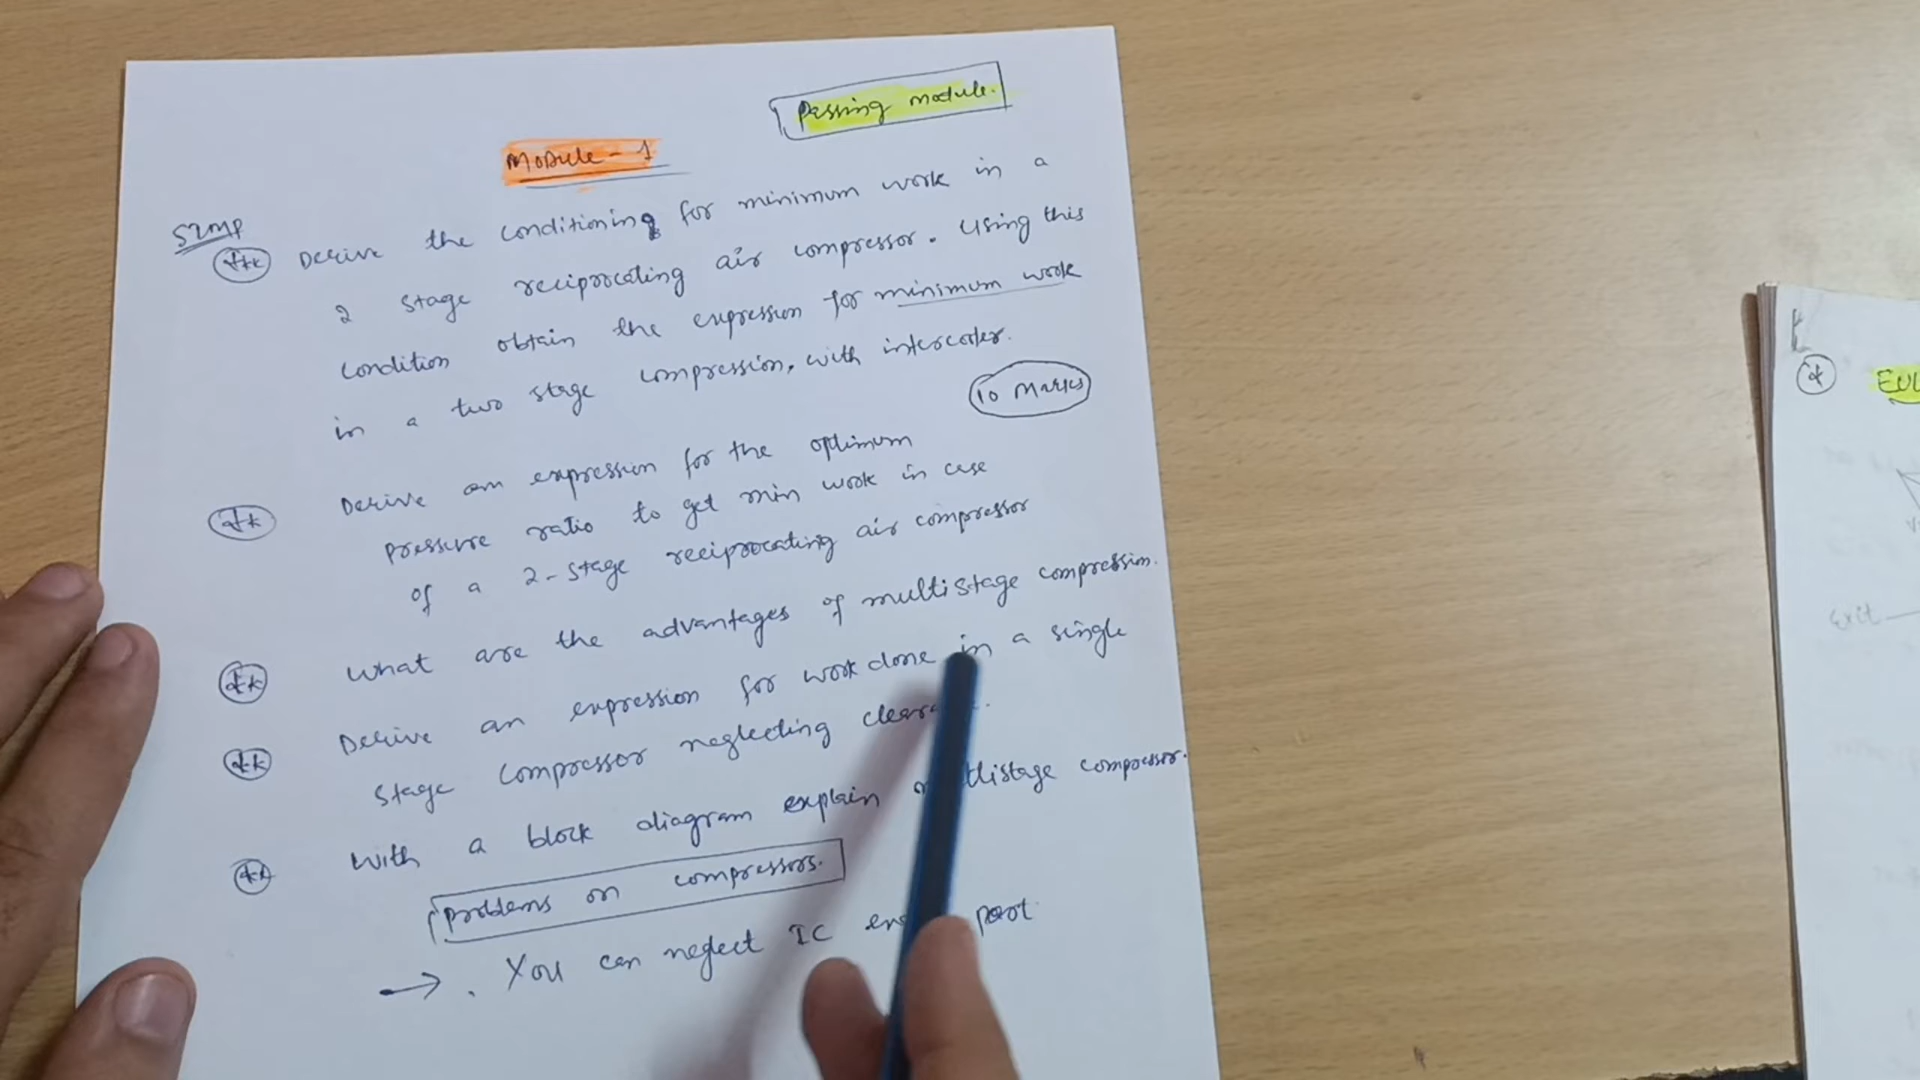 Passing module.
Module - 1
SIMP
Derive the conditioning for minimum work in a
2 stage reciprocating air compressor. Using this
condition obtain the expression for minimum work
in a two stage compression, with intercooler.
10 Marks
Derive an expression for the optimum
pressure ratio to get min work in case
of a 2-stage reciprocating air compressor
What are the advantages of multistage compression.
Derive an expression for work done in a single
stage compressor neglecting
With a block diagram explain compressor.
Problems on compressors.
→ . You can neglect IC part
Exit